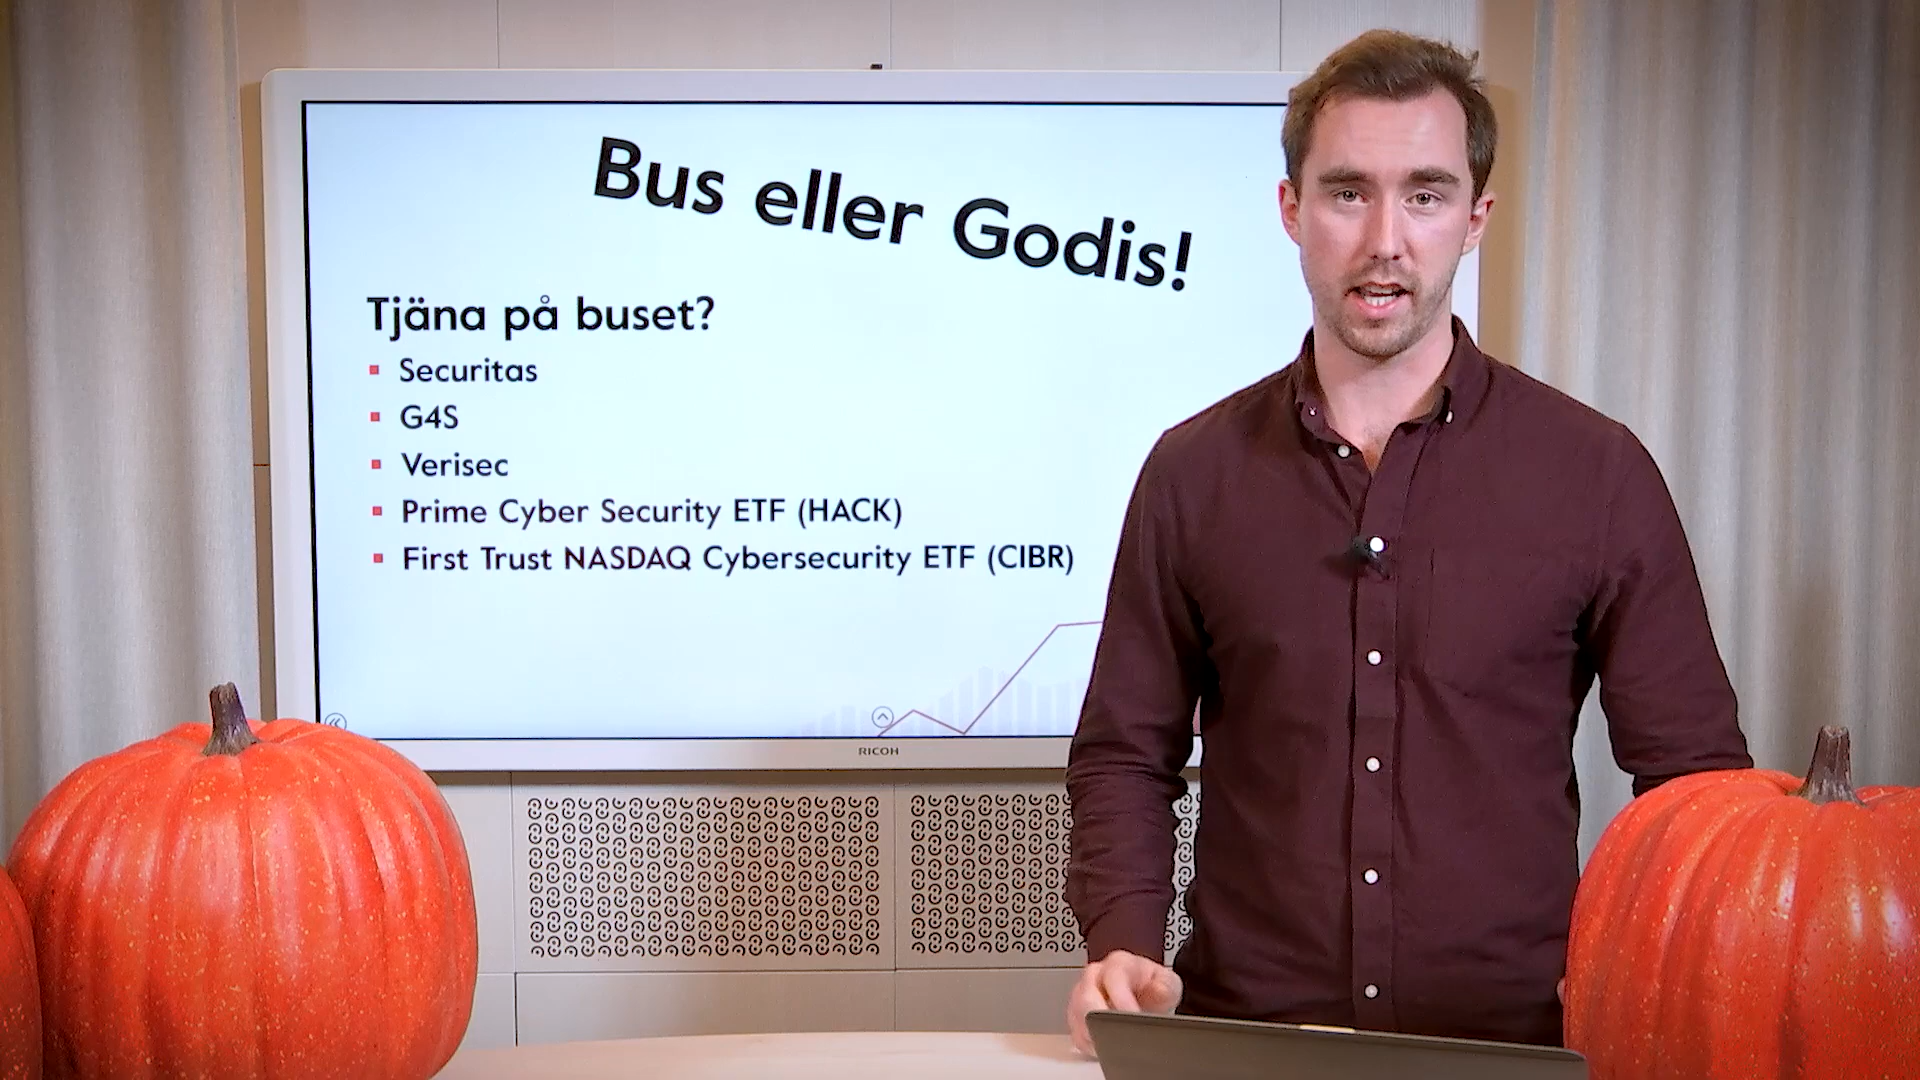 Bus eller Godis!
Tjäna på buset?
Securitas
G4S
Verisec
Prime Cyber Security ETF (HACK)
First Trust NASDAQ Cybersecurity ETF (CIBR)
RICOH